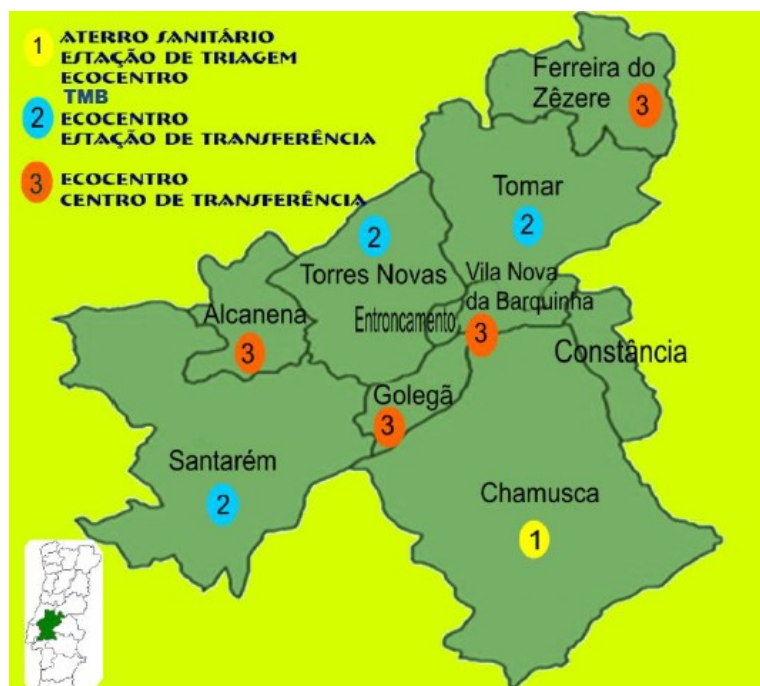 1 ATERRO SANITÁRIO
ESTAÇÃO DE TRIAGEM
ECOCENTRO
TMB
2 ECOCENTRO
ESTAÇÃO DE TRANSFERÊNCIA
3 ECOCENTRO
CENTRO DE TRANSFERÊNCIA
Ferreira do
Zêzere
3
Tomar
2
2
Torres Novas
Vila Nova
da Barquinha
Entroncamento
3
Alcanena
3
Constância
Golegã
3
Santarém
2
Chamusca
1